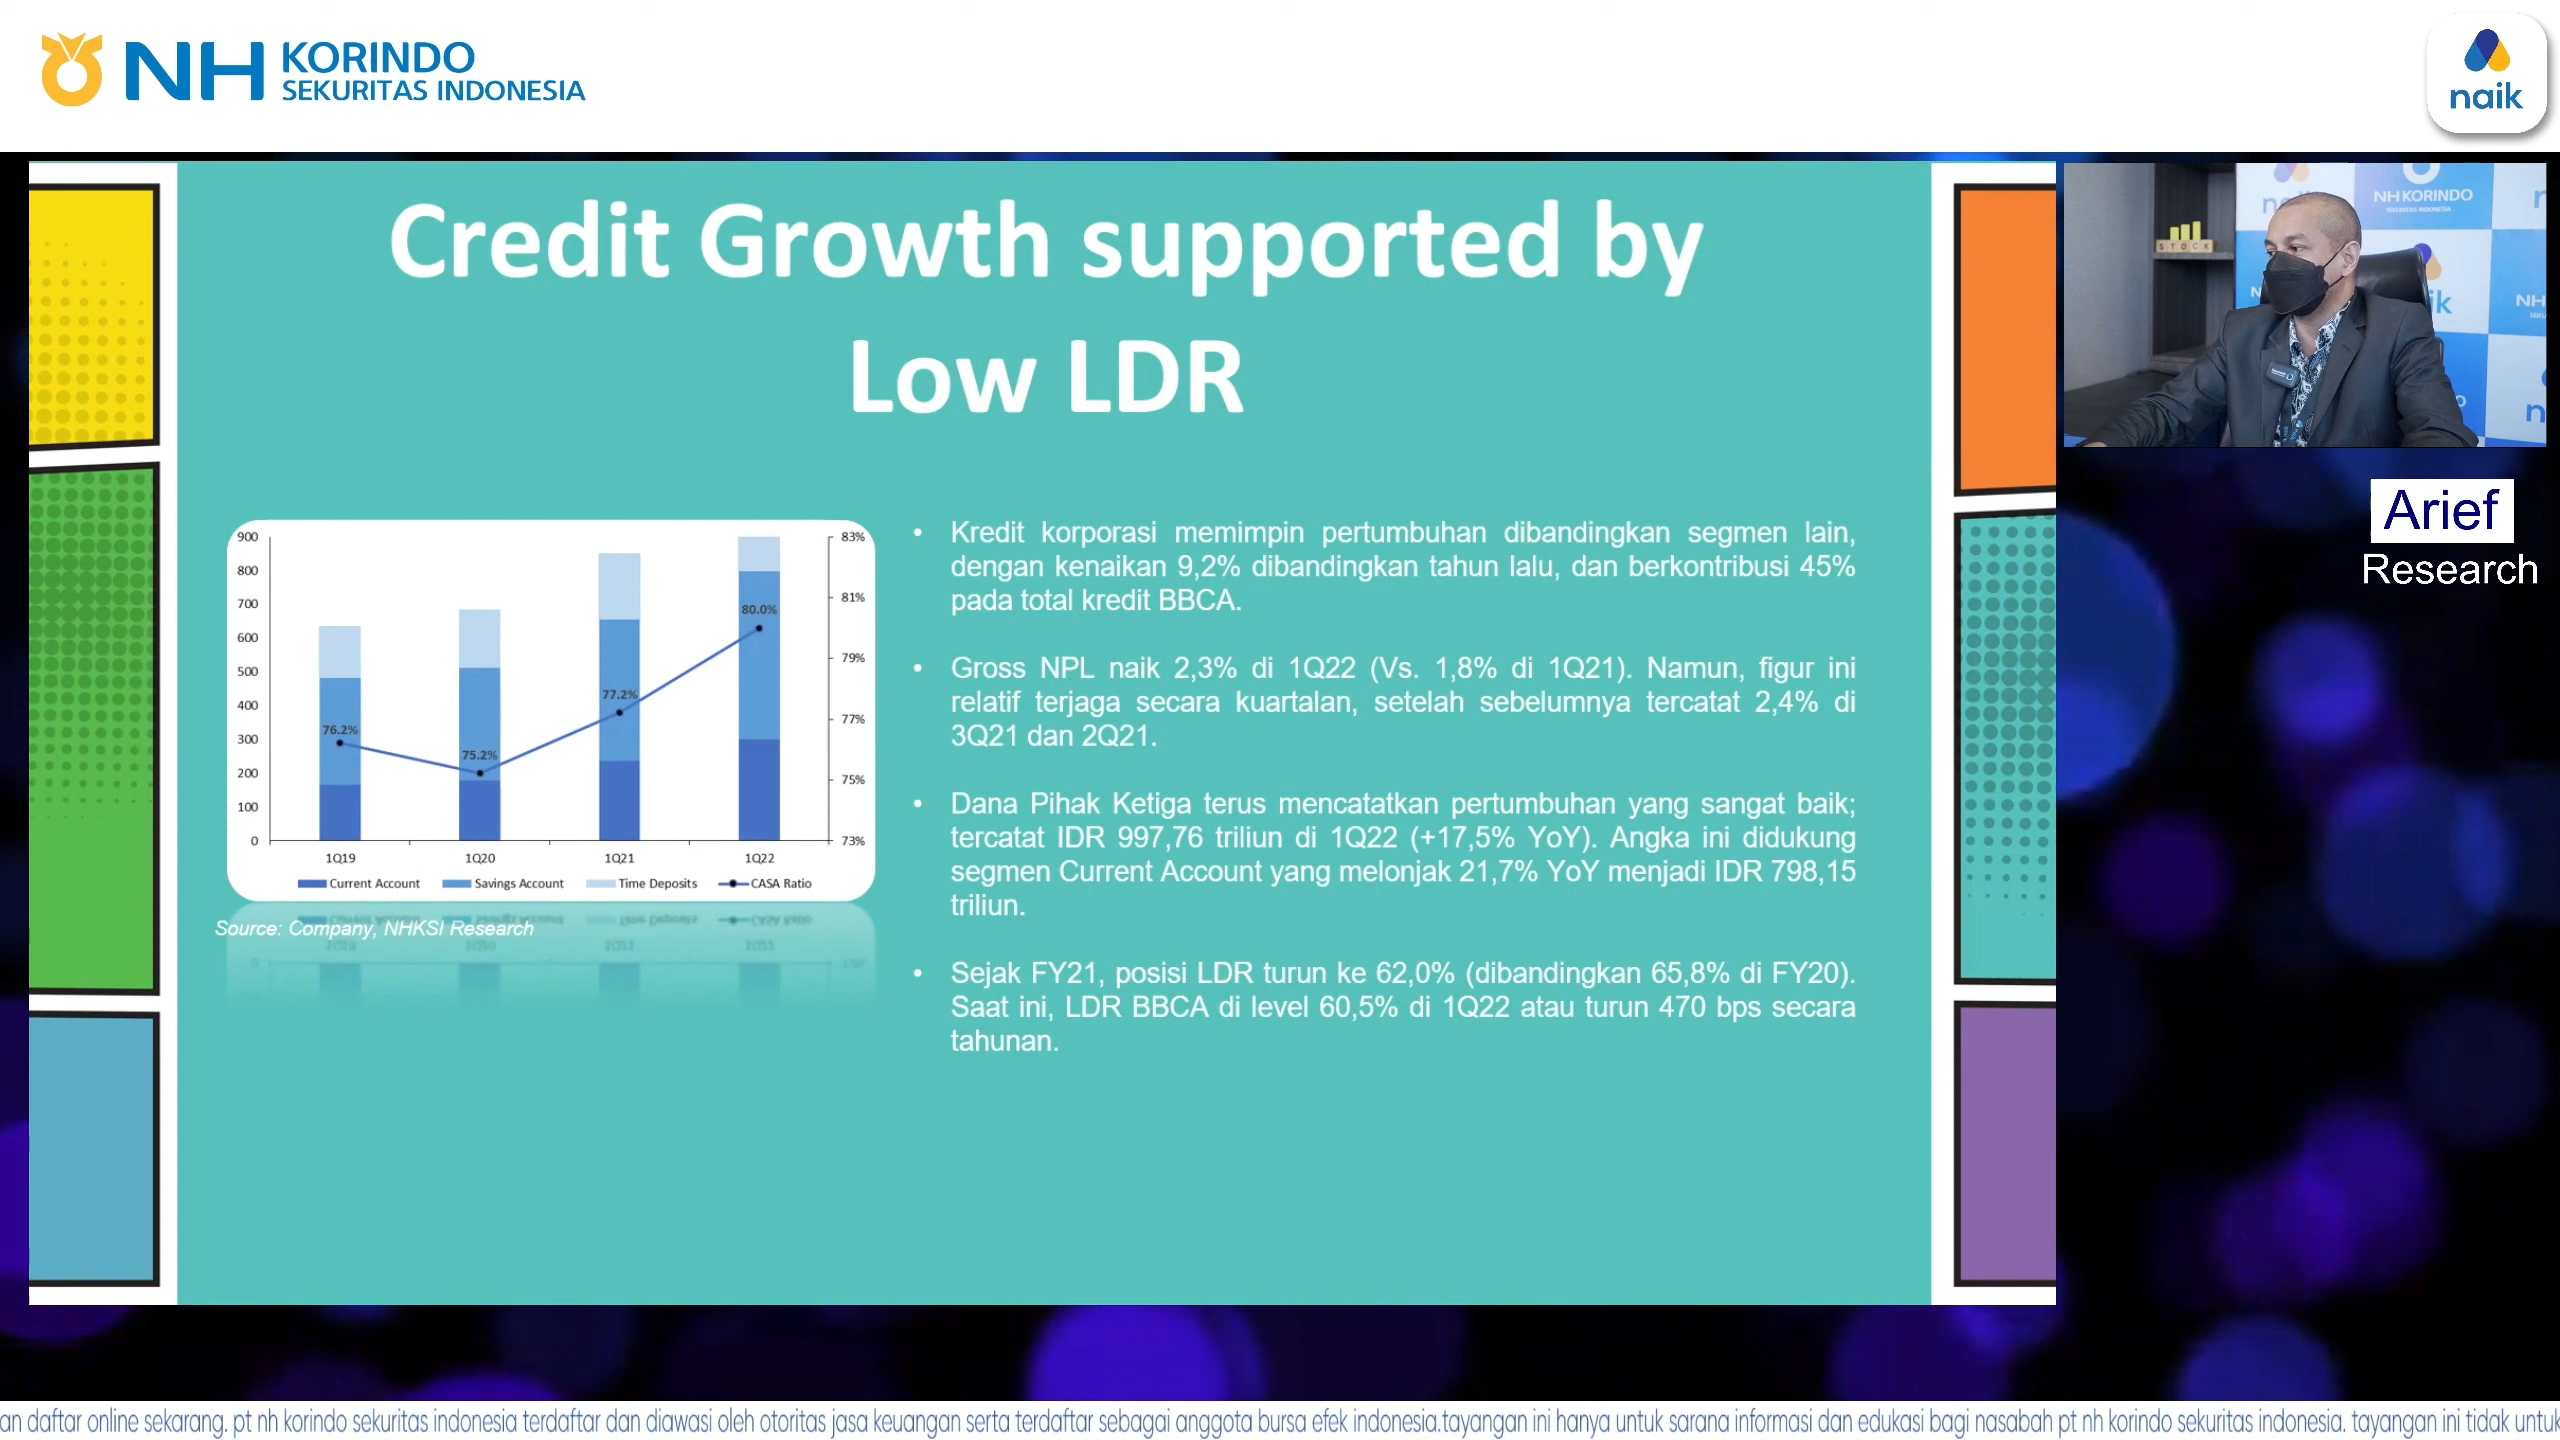 NH KORINDO
SEKURITAS INDONESIA
naik
Credit Growth supported by
Low LDR
900
800
700
600
500
400
300
200
100
0
83%
81%
79%
77%
75%
73%
76.2%
75.2%
77.2%
80.0%
1Q19 1Q20 1Q21 1Q22
Current Account Savings Account Time Deposits CASA Ratio
Source: Company, NHKSI Research
• Kredit korporasi memimpin pertumbuhan dibandingkan segmen lain,
dengan kenaikan 9,2% dibandingkan tahun lalu, dan berkontribusi 45%
pada total kredit BBCA.
• Gross NPL naik 2,3% di 1Q22 (Vs. 1,8% di 1Q21). Namun, figur ini
relatif terjaga secara kuartalan, setelah sebelumnya tercatat 2,4% di
3Q21 dan 2Q21.
• Dana Pihak Ketiga terus mencatatkan pertumbuhan yang sangat baik;
tercatat IDR 997,76 triliun di 1Q22 (+17,5% YoY). Angka ini didukung
segmen Current Account yang melonjak 21,7% YoY menjadi IDR 798,15
triliun.
• Sejak FY21, posisi LDR turun ke 62,0% (dibandingkan 65,8% di FY20).
Saat ini, LDR BBCA di level 60,5% di 1Q22 atau turun 470 bps secara
tahunan.
STOCK
NH KORINDO
SEKURITAS INDONESIA
Arief
Research
an daftar online sekarang. pt nh korindo sekuritas indonesia terdaftar dan diawasi oleh otoritas jasa keuangan serta terdaftar sebagai anggota bursa efek indonesia.tayangan ini hanya untuk sarana informasi dan edukasi bagi nasabah pt nh korindo sekuritas indonesia. tayangan ini tidak untuk